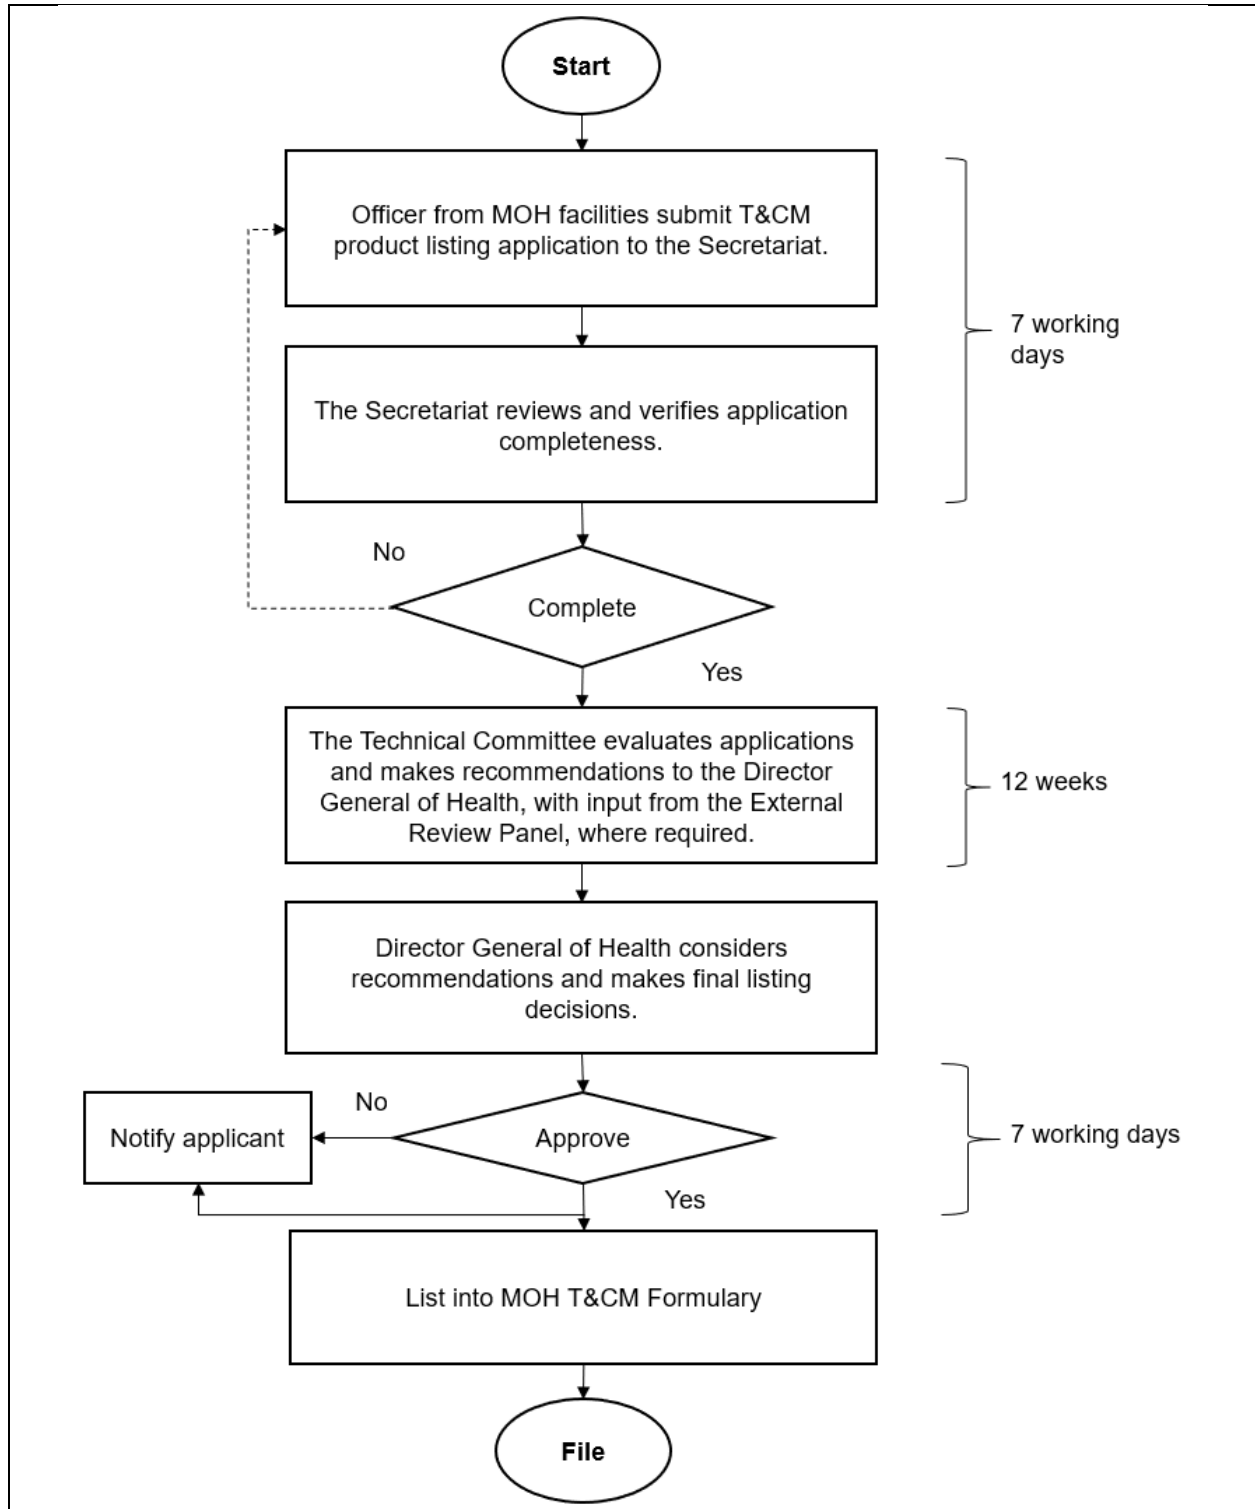 Start
Officer from MOH facilities submit T&CM
product listing application to the Secretariat.
7 working
days
The Secretariat reviews and verifies application
completeness.
No
Complete
Yes
The Technical Committee evaluates applications
and makes recommendations to the Director
General of Health, with input from the External
Review Panel, where required.
12 weeks
Director General of Health considers
recommendations and makes final listing
decisions.
No
Notify applicant
Approve
7 working days
Yes
List into MOH T&CM Formulary
File